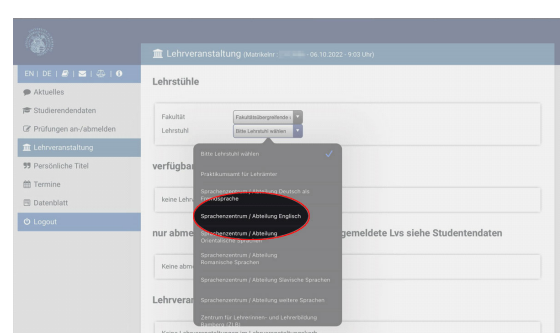 Lehrveranstaltung (Matrikelnr - 06.10.2022 - 9:03 Uhr)
EN | DE |
Aktuelles
Studierendendaten
Prüfungen an-/abmelden
Lehrveranstaltung
Persönliche Titel
Termine
Datenblatt
Logout
Lehrstühle
Fakultät
Fakultätsübergreifende
Lehrstuhl
Bitte Lehrstuhl wählen
Bitte Lehrstuhl wählen
Praktikumsamt für Lehrämter
Sprachenzentrum / Abteilung Deutsch als
Fremdsprache
Sprachenzentrum / Abteilung Englisch
Sprachenzentrum / Abteilung
Orientalische Sprachen
Sprachenzentrum / Abteilung
Romanische Sprachen
Sprachenzentrum / Abteilung Slavische Sprachen
Sprachenzentrum / Abteilung weitere Sprachen
Zentrum für Lehrerinnen- und Lehrerbildung
verfügbar
keine Lehrv
nur abme gemeldete Lvs siehe Studentendaten
Keine abme
Lehrveran